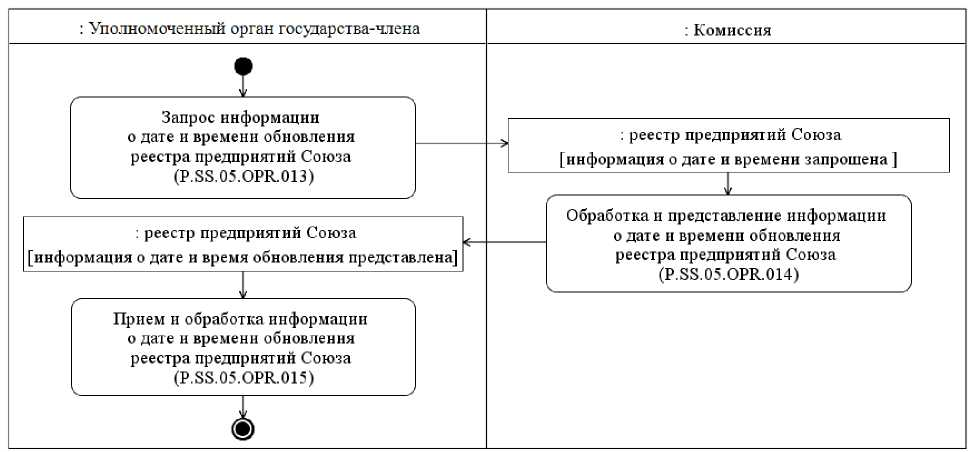 : Уполномоченный орган государства-члена
: Комиссия
Запрос информации
о дате и времени обновления
реестра предприятий Союза
(P.SS.05.OPR.013)
: реестр предприятий Союза
[информация о дате и времени запрошена ]
Обработка и представление информации
о дате и времени обновления
реестра предприятий Союза
(P.SS.05.OPR.014)
: реестр предприятий Союза
[информация о дате и время обновления представлена]
Прием и обработка информации
о дате и времени обновления
реестра предприятий Союза
(P.SS.05.OPR.015)